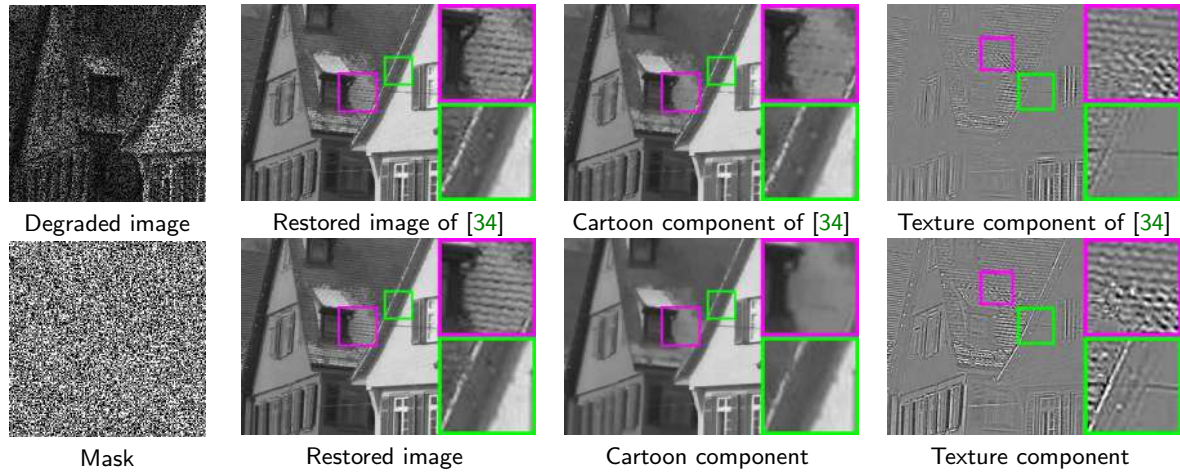 Degraded image
Restored image of [34]
Cartoon component of [34]
Texture component of [34]
Mask
Restored image
Cartoon component
Texture component